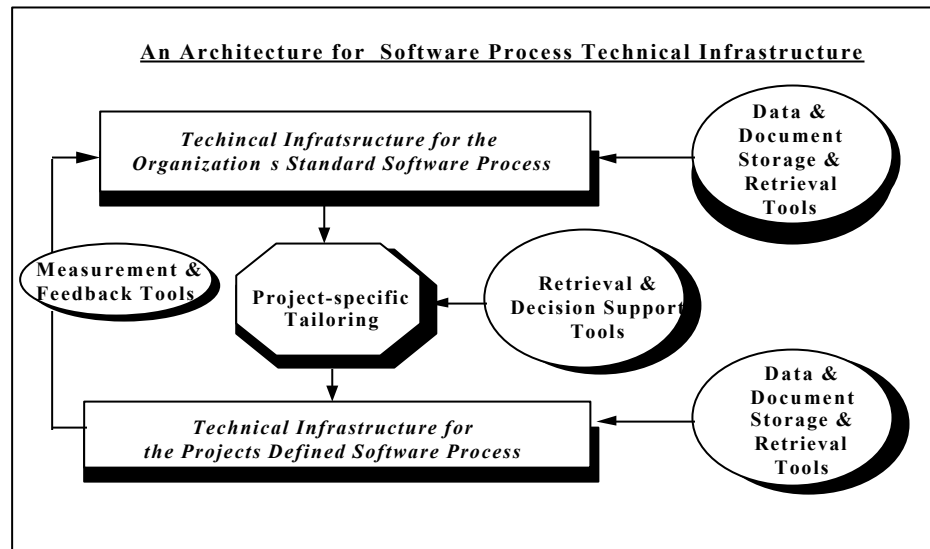 An Architecture for Software Process Technical Infrastructure
Techincal Infratsructure for the
Organization s Standard Software Process
Data &
Document
Storage &
Retrieval
Tools
Measurement &
Feedback Tools
Project-specific
Tailoring
Retrieval &
Decision Support
Tools
Technical Infrastructure for
the Projects Defined Software Process
Data &
Document
Storage &
Retrieval
Tools